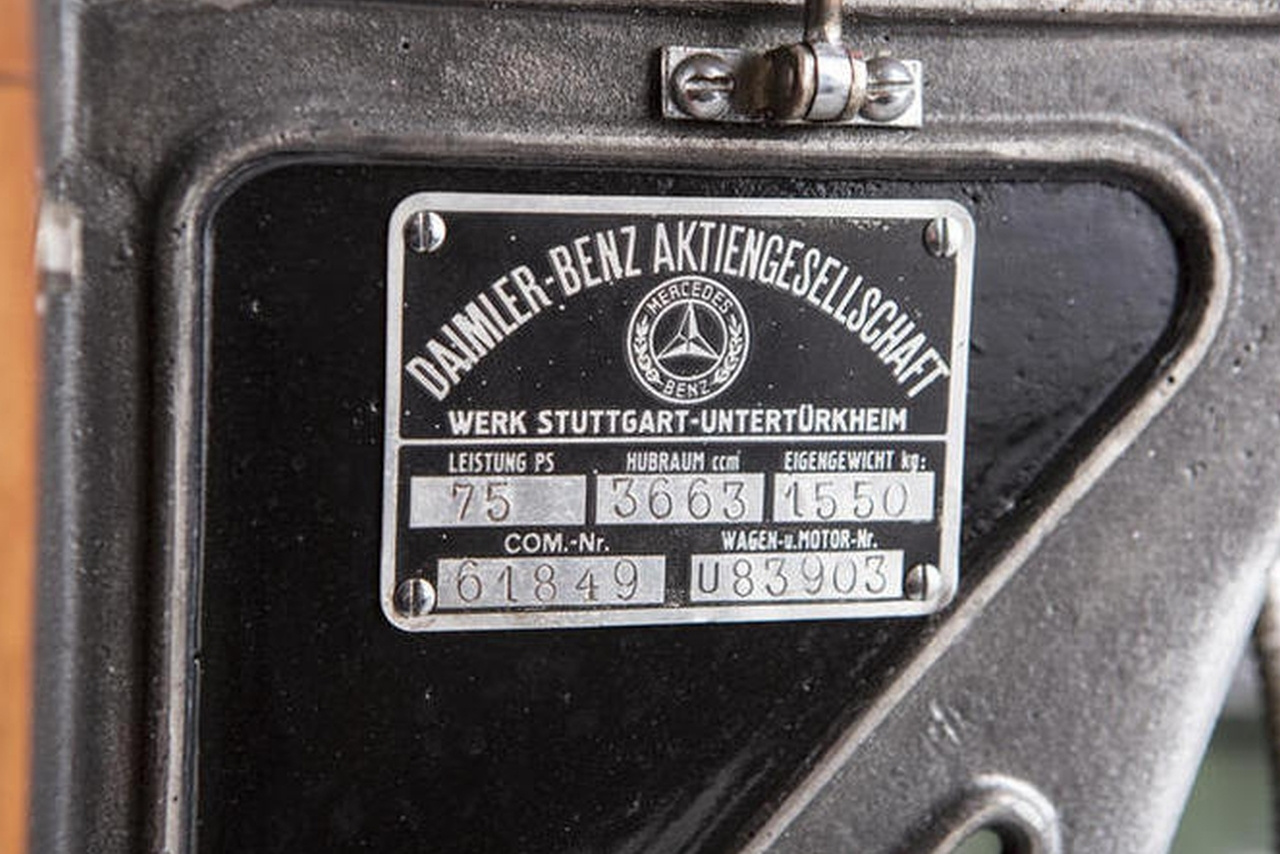 DAIMLER-BENZ AKTIENGESELLSCHAFT
MERCEDES
BENZ
WERK STUTTGART-UNTERTÜRKHEIM
LEISTUNG PS HUBRAUM ccm EIGENGEWICHT kg:
75 3663 1550
COM.-Nr. WAGEN-u.MOTOR-Nr.
61849 U83903